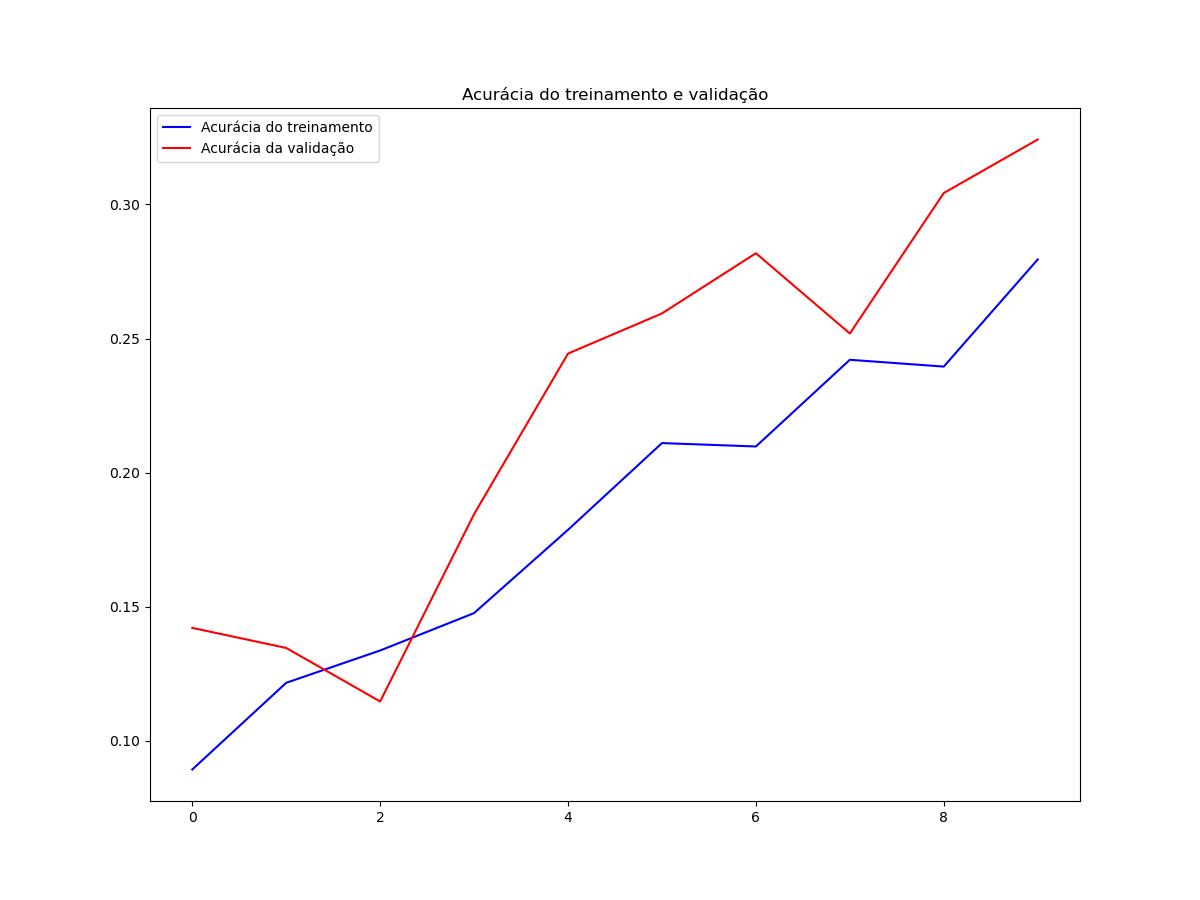 Acurácia do treinamento e validação
Acurácia do treinamento
Acurácia da validação
0.30
0.25
0.20
0.15
0.10
0 2 4 6 8